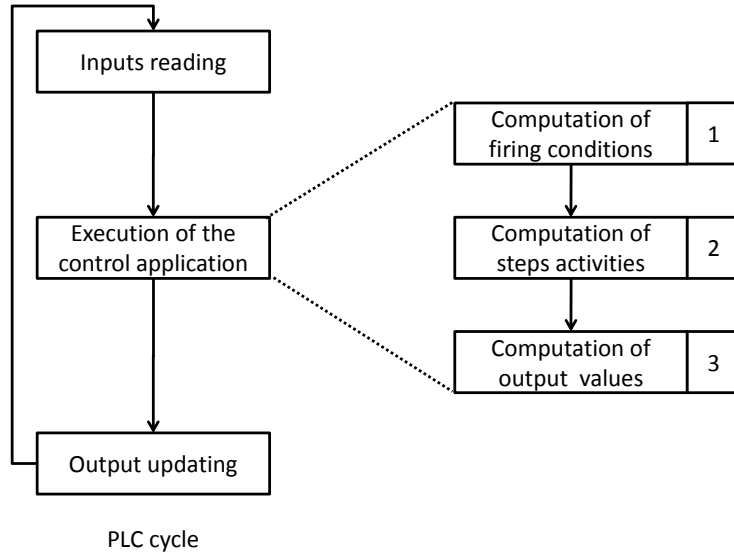 Inputs reading
Execution of the
control application
Output updating
PLC cycle
Computation of
firing conditions
1
Computation of
steps activities
2
Computation of
output values
3